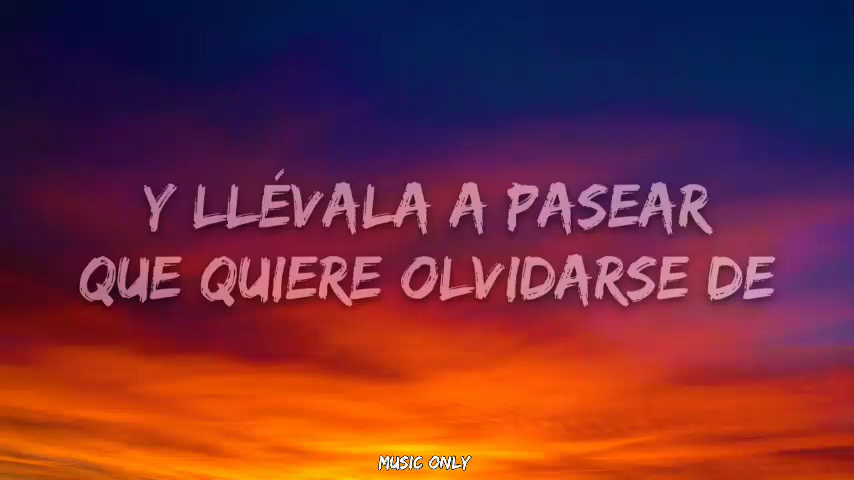 Y LLÉVALA A PASEAR
QUE QUIERE OLVIDARSE DE
MUSIC ONLY